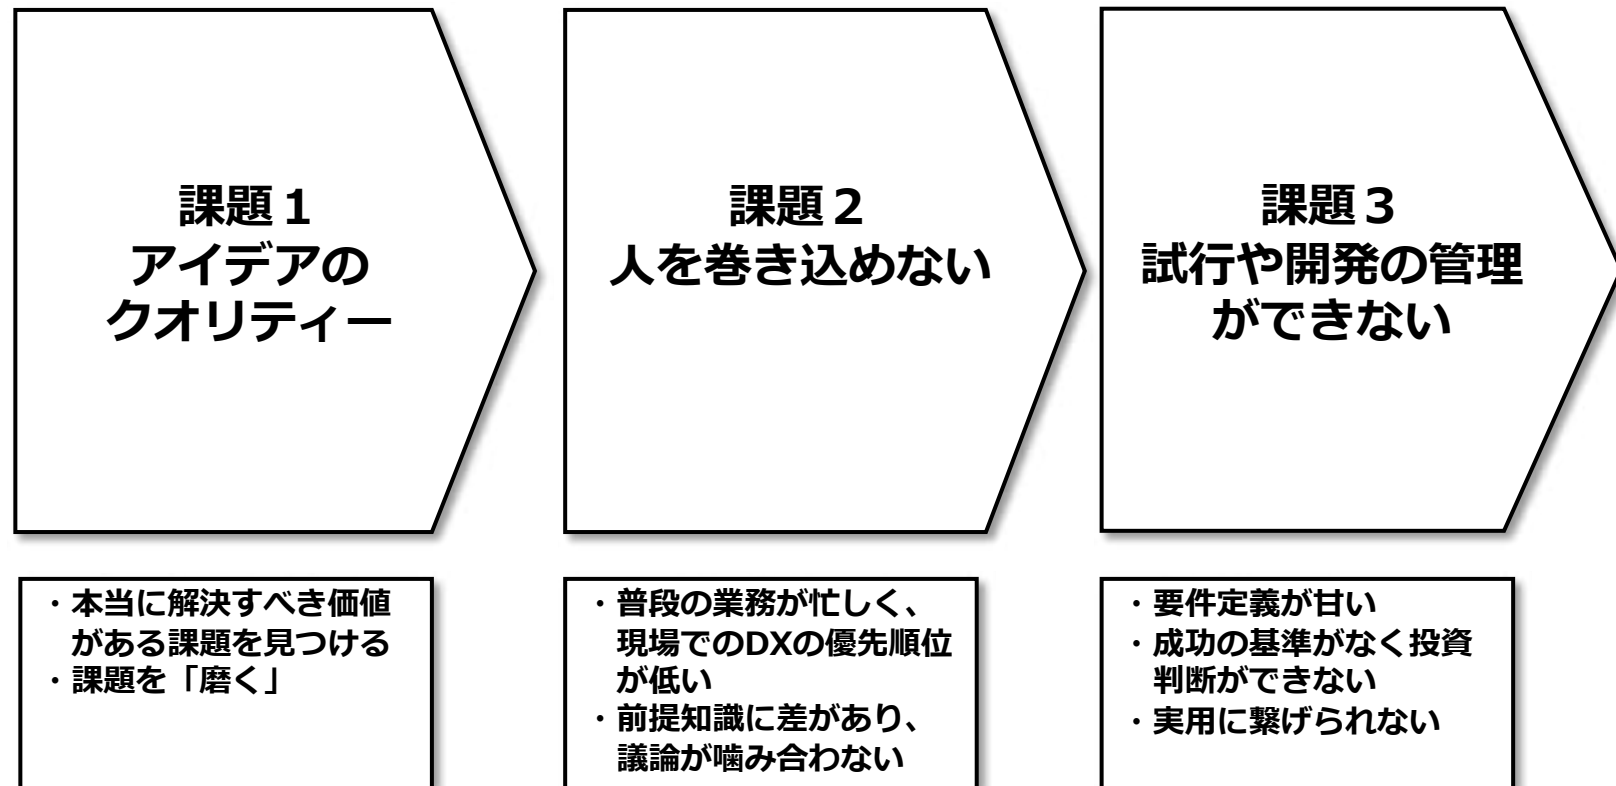 課題１
アイデアの
クオリティー
課題２
人を巻き込めない
課題３
試行や開発の管理
ができない
・本当に解決すべき価値
がある課題を見つける
・課題を「磨く」
・普段の業務が忙しく、
現場でのDXの優先順位
が低い
・前提知識に差があり、
議論が噛み合わない
・要件定義が甘い
・成功の基準がなく投資
判断ができない
・実用に繋げられない